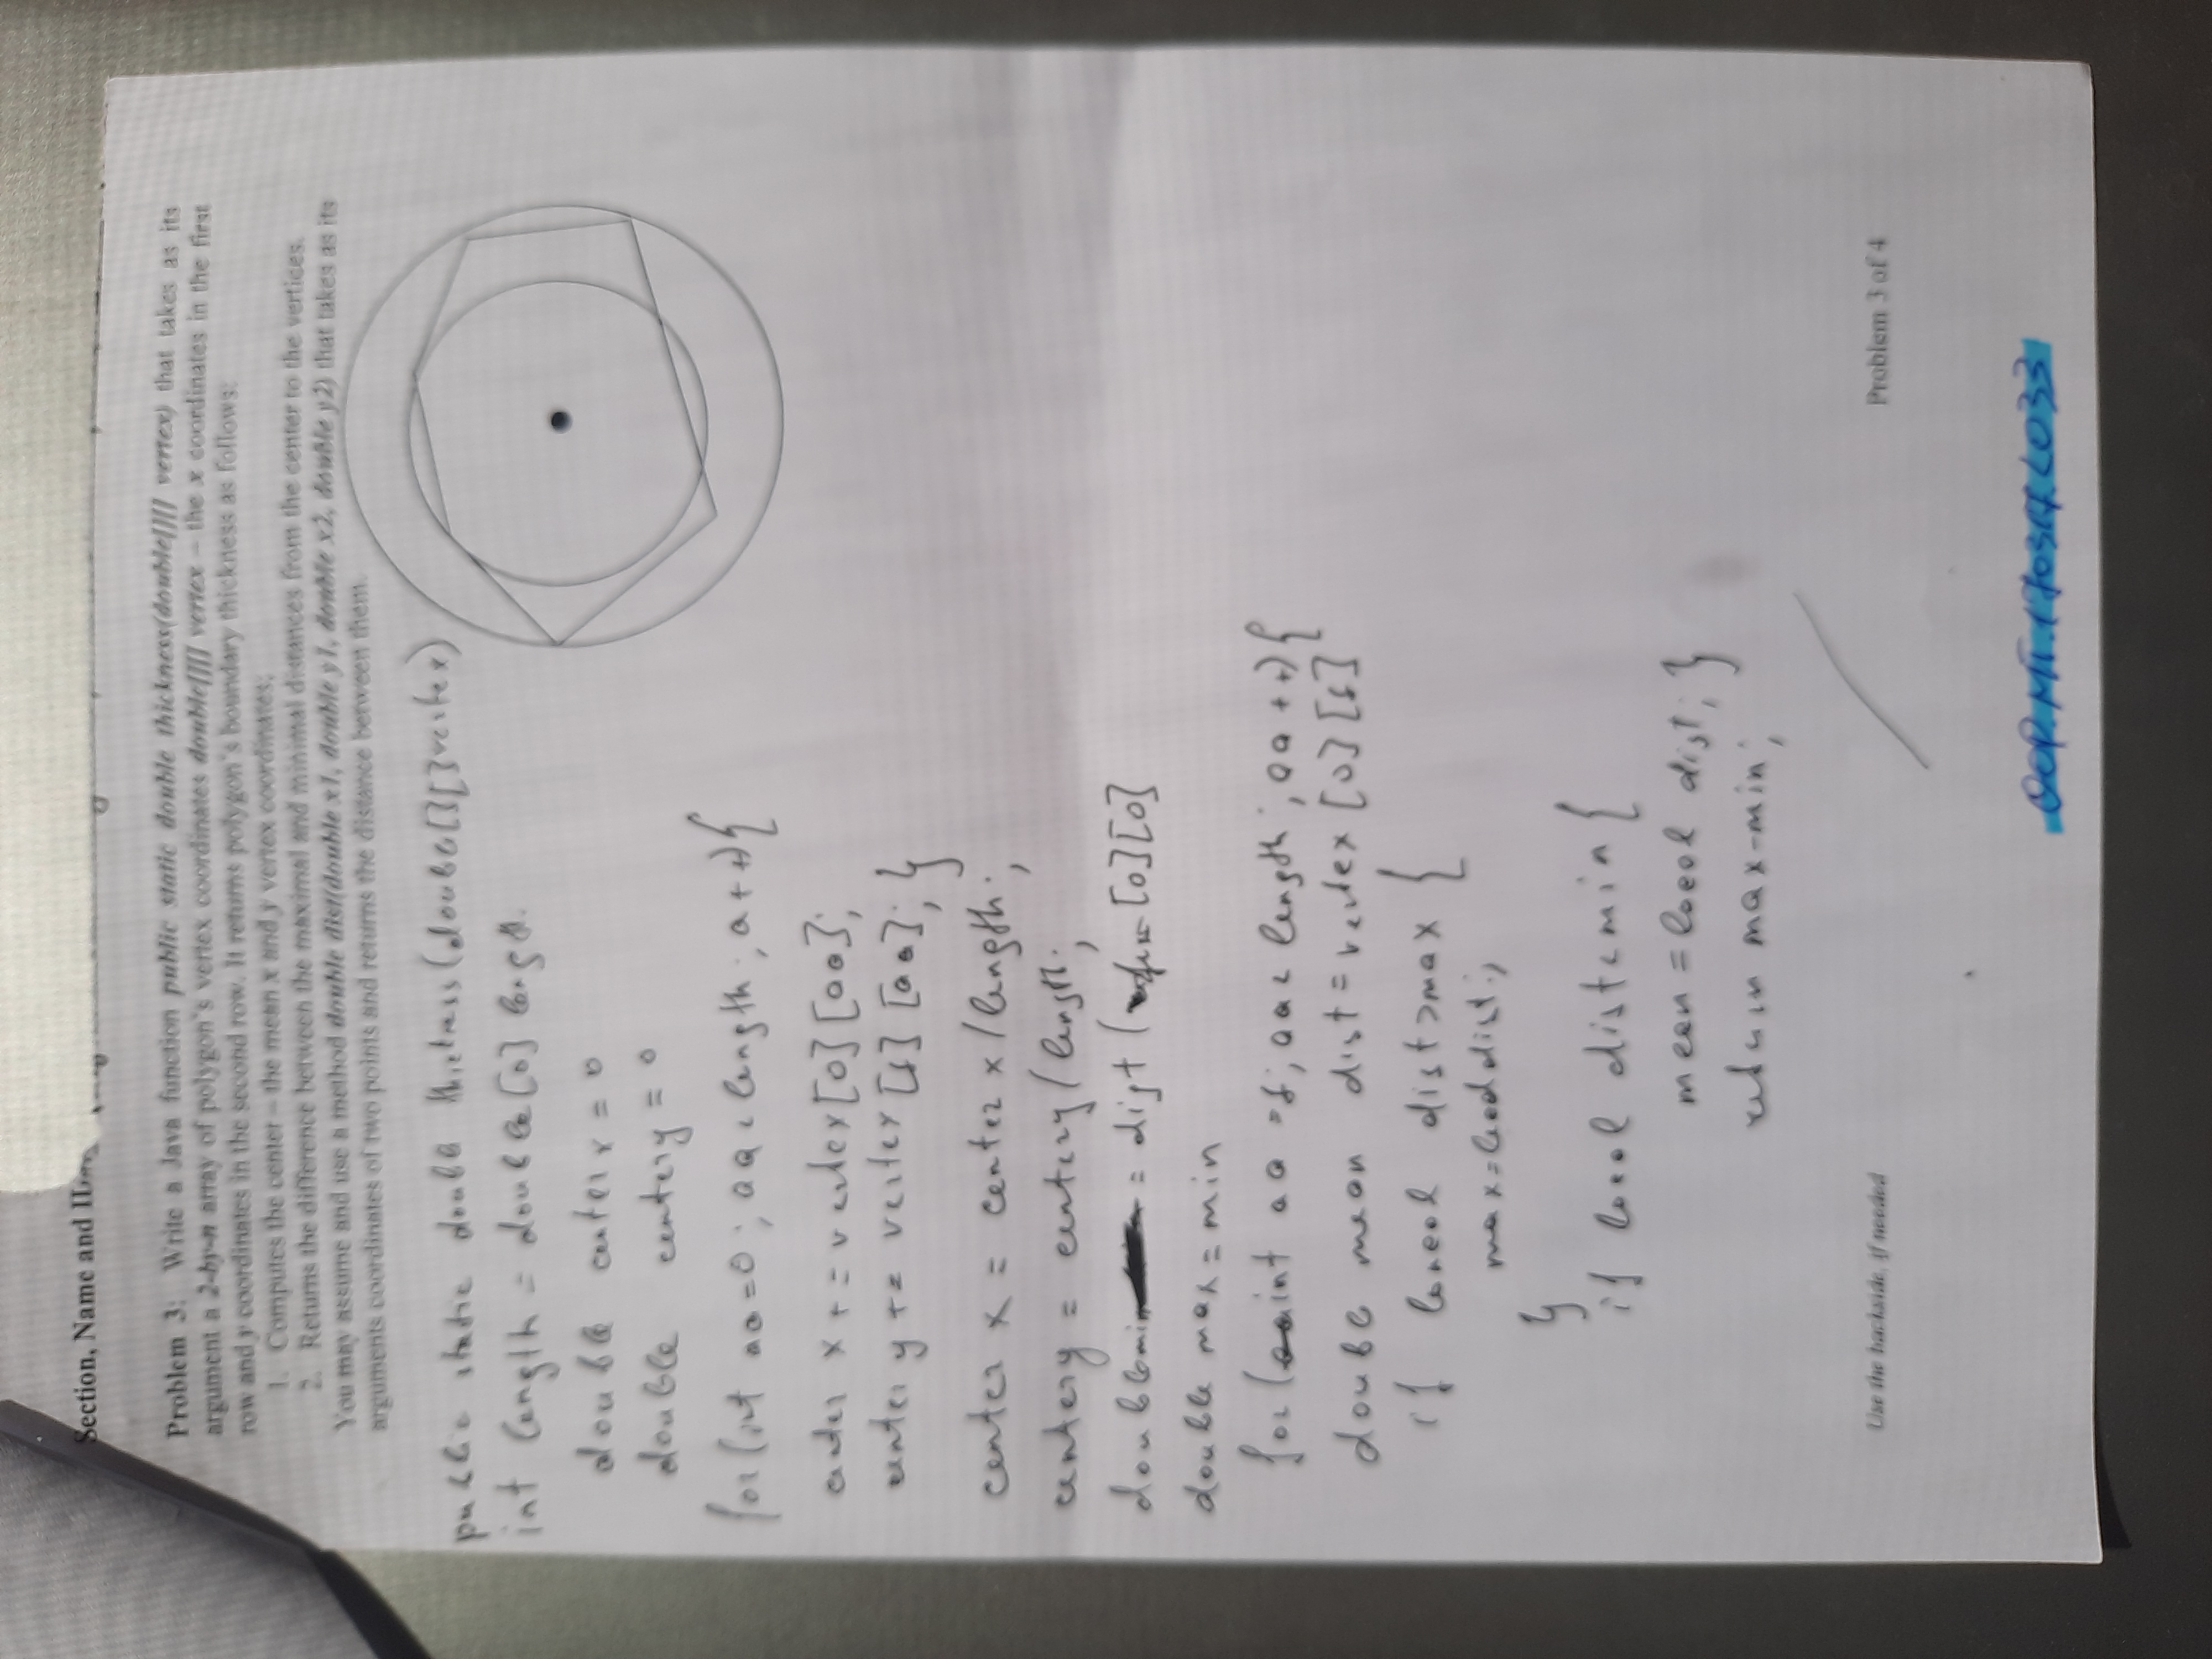 Section, Name and ID
Problem 3: Write a Java function public static double thickness(double[][] vertex) that takes as its
argument a 2-by-n array of polygon's vertex coordinates double[][] vertex – the x coordinates in the first
row and y coordinates in the second row. It returns polygon's boundary thickness as follows:
1. Computes the center – the mean x and y vertex coordinates;
2. Returns the difference between the maximal and minimal distances from the center to the vertices.
You may assume and use a method double dist(double x1, double y1, double x2, double y2) that takes as its
arguments coordinates of two points and returns the distance between them.
public static double thickness(double[][]vertex)
int length = double[0] length.
double center x = 0
double centery = 0
for (int aa=0; aa < length; a++){
center x += vertex[0][aa];
center y += vertex [1] [aa]; }
center x = center x / length;
centery = centery / length;
double min = dist ( [0][0]
double max = min
for (int aa =1; aa < length; aa ++){
double mean dist = vertex [0] [1]
if loncol dist>max {
max = locol dist;
}
if locol dist<min {
mean = locol dist; }
return max-min;
Use the backside, if needed
Problem 3 of 4
OOP.MT.170317.L033